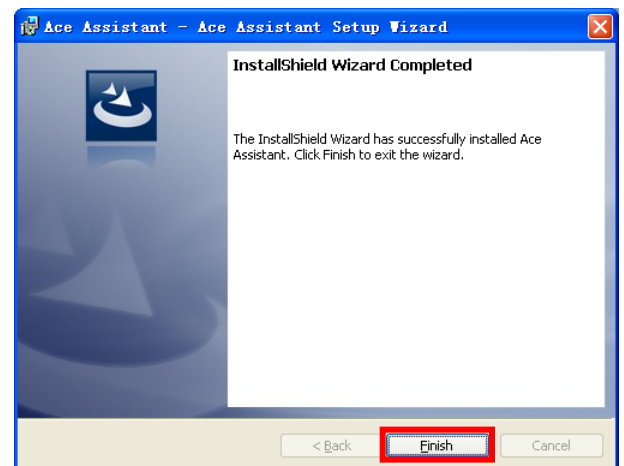 Ace Assistant - Ace Assistant Setup Wizard
InstallShield Wizard Completed
The InstallShield Wizard has successfully installed Ace
Assistant. Click Finish to exit the wizard.
< Back
Finish
Cancel